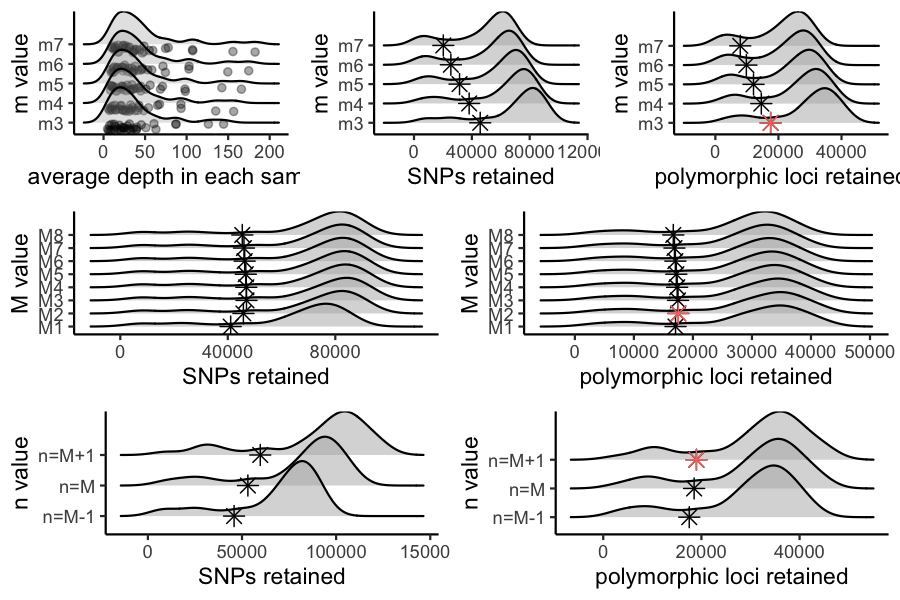 m value
m7
m6
m5
m4
m3
0 50 100 150 200
average depth in each sam
m value
m7
m6
m5
m4
m3
0 40000 80000 1200
SNPs retained
m value
m7
m6
m5
m4
m3
0 20000 40000
polymorphic loci retained
M value
M8
M7
M6
M5
M4
M3
M2
M1
0 40000 80000
SNPs retained
M value
M8
M7
M6
M5
M4
M3
M2
M1
0 10000 20000 30000 40000 50000
polymorphic loci retained
n value
n=M+1
n=M
n=M-1
0 50000 100000 15000
SNPs retained
n value
n=M+1
n=M
n=M-1
0 20000 40000
polymorphic loci retained